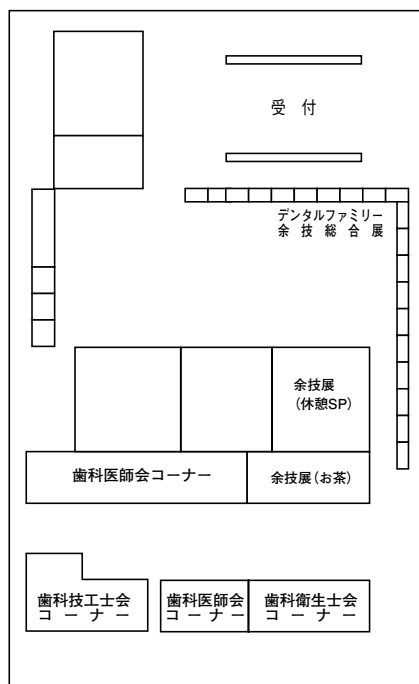 受 付
デンタルファミリー
余 技 総 合 展
余技展
（休憩SP）
歯科医師会コーナー
余技展（お茶）
歯科技工士会
コ ー ナ ー
歯科医師会
コ ー ナ ー
歯科衛生士会
コ ー ナ ー